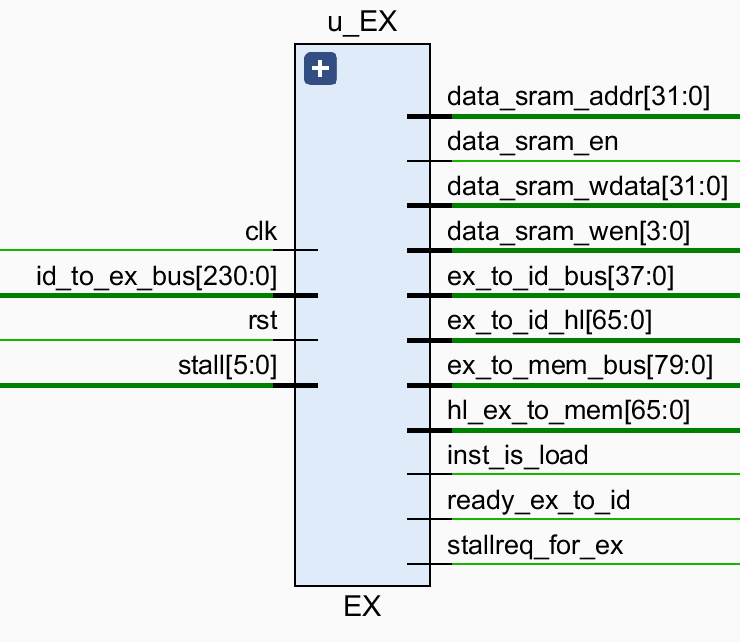 u_EX
data_sram_addr[31:0]
data_sram_en
data_sram_wdata[31:0]
clk
data_sram_wen[3:0]
id_to_ex_bus[230:0]
ex_to_id_bus[37:0]
rst
ex_to_id_hl[65:0]
stall[5:0]
ex_to_mem_bus[79:0]
hl_ex_to_mem[65:0]
inst_is_load
ready_ex_to_id
stallreq_for_ex
EX